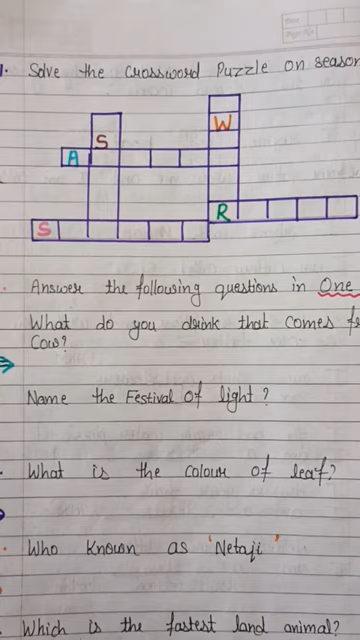 Solve the crossword Puzzle on season
W
S
A
R
S
Answer the following questions in One
What do you drink that comes
Cow?
Name the Festival Of light?
What is the colour of leaf?
Who Known as 'Netaji'
Which is the fastest land animal?